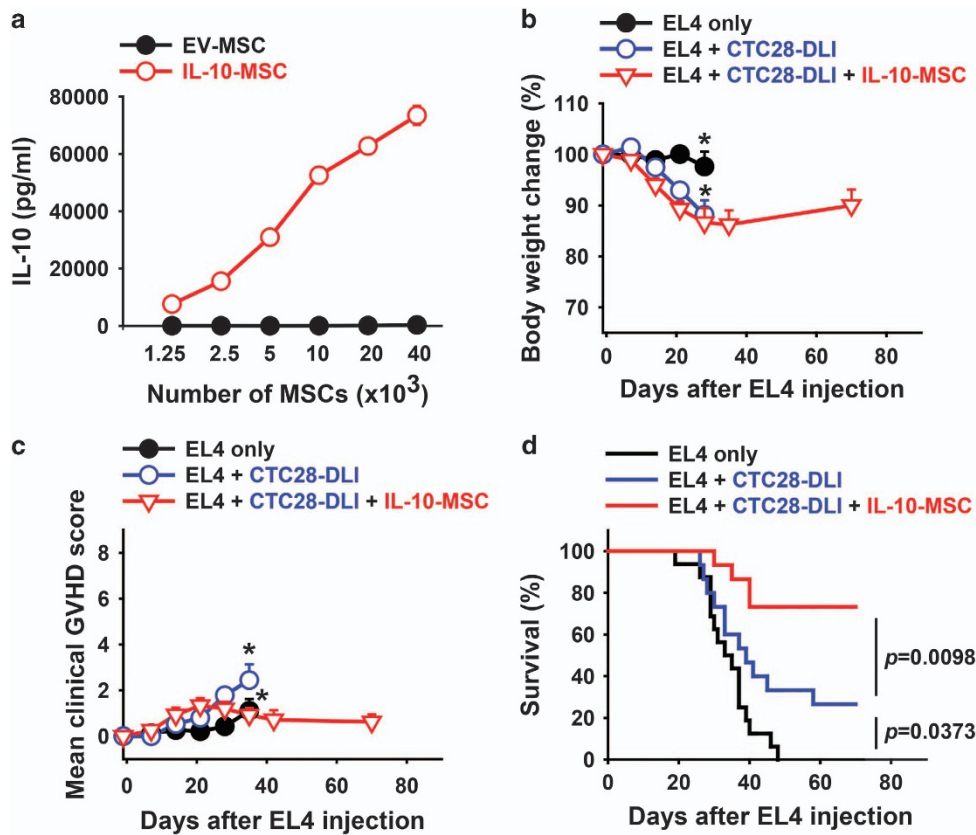 a
EV-MSC
IL-10-MSC
80000
60000
40000
20000
0
IL-10 (pg/ml)
1.25 2.5 5 10 20 40
Number of MSCs (x10³)
b
EL4 only
EL4 + CTC28-DLI
EL4 + CTC28-DLI + IL-10-MSC
110
100
90
80
70
Body weight change (%)
*
*
0 20 40 60 80
Days after EL4 injection
c
EL4 only
EL4 + CTC28-DLI
EL4 + CTC28-DLI + IL-10-MSC
8
6
4
2
0
Mean clinical GVHD score
*
*
0 20 40 60 80
Days after EL4 injection
d
EL4 only
EL4 + CTC28-DLI
EL4 + CTC28-DLI + IL-10-MSC
100
80
60
40
20
0
Survival (%)
p=0.0098
p=0.0373
0 20 40 60 80
Days after EL4 injection